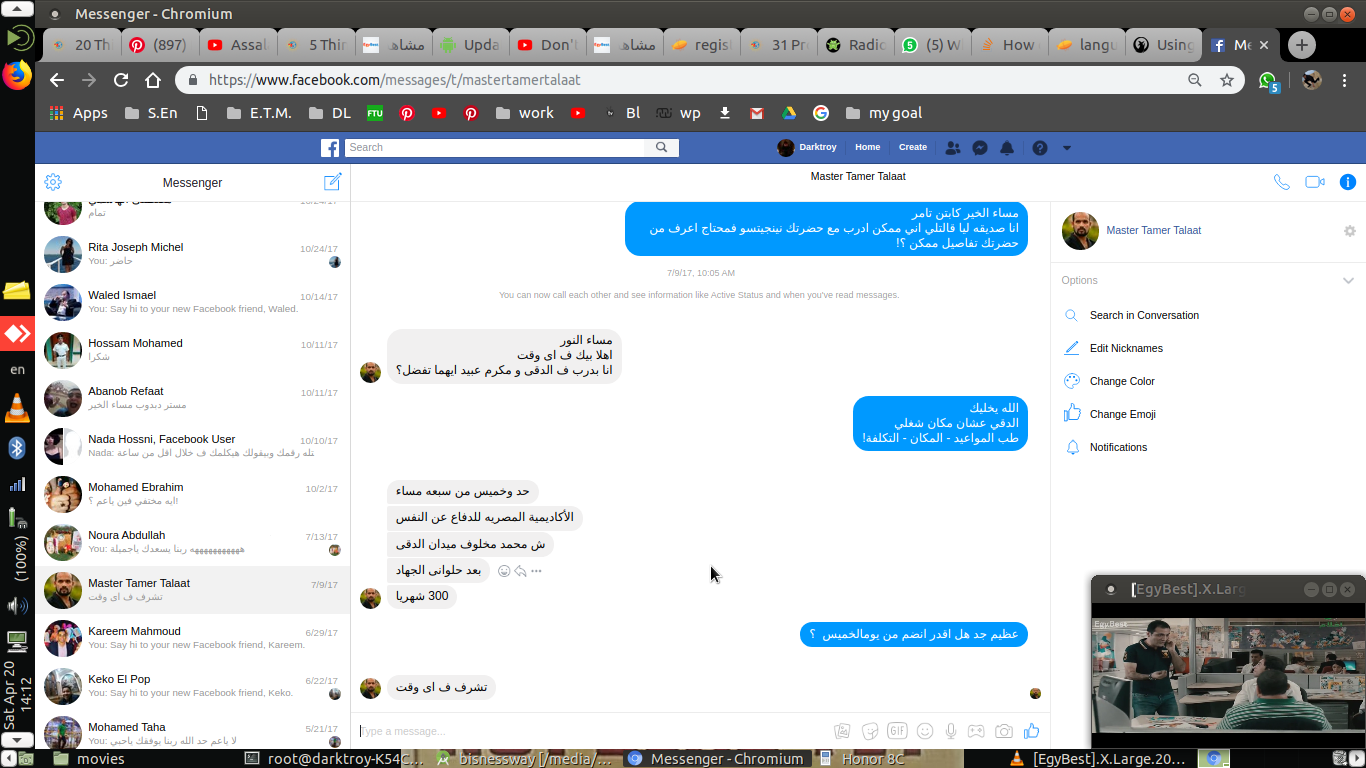 Messenger - Chromium
20 Th
(897)
Assal
5 Thir
مشاهـ
Upda
Don't
مشاهـ
regis
31 Pr
Radic
(5) W
How
langu
Using
Me
https://www.facebook.com/messages/t/mastertamertalaat
5
Apps
S.En
E.T.M.
DL
FTU
work
Bl
wp
my goal
Search
Darktroy
Home
Create
Messenger
Master Tamer Talaat
10/24/17
تمام
Rita Joseph Michel
10/24/17
You: حاضر
Waled Ismael
10/14/17
You: Say hi to your new Facebook friend, Waled.
Hossam Mohamed
10/11/17
شكرا
Abanob Refaat
10/11/17
مستر دبدوب مساء الخير
Nada Hossni, Facebook User
10/10/17
Nada: تله رقمك وبيقولك هيكلمك ف خلال اقل من ساعة
Mohamed Ebrahim
10/2/17
ايه مختفي فين ياعم ؟!
Noura Abdullah
7/13/17
You: هههههههههههه ربنا يسعدك ياجميلة
Master Tamer Talaat
7/9/17
تشرف ف اى وقت
Kareem Mahmoud
6/29/17
You: Say hi to your new Facebook friend, Kareem.
Keko El Pop
6/22/17
You: Say hi to your new Facebook friend, Keko.
Mohamed Taha
5/21/17
You: لا ياعم حد الله ربنا يوفقك ياحبي
مساء الخير كابتن تامر
انا صديقه ليا قالتلي اني ممكن ادرب مع حضرتك نينجيتسو فمحتاج اعرف من
حضرتك تفاصيل ممكن ؟!
7/9/17, 10:05 AM
You can now call each other and see information like Active Status and when you've read messages.
مساء النور
اهلا بيك ف اى وقت
انا بدرب ف الدقى و مكرم عبيد ايهما تفضل؟
الله يخليك
الدقي عشان مكان شغلي
طب المواعيد - المكان - التكلفة!
حد وخميس من سبعه مساء
الأكاديمية المصريه للدفاع عن النفس
ش محمد مخلوف ميدان الدقى
بعد حلوانى الجهاد
300 شهريا
عظيم جد هل اقدر انضم من يومالخميس ؟
تشرف ف اى وقت
Type a message...
GIF
Master Tamer Talaat
Options
Search in Conversation
Edit Nicknames
Change Color
Change Emoji
Notifications
[EgyBest].X.Larg
EgyBest
en
(100%)
Sat Apr 20
14:12
movies
root@darktroy-K54C...
bisnessway [/media/...
Messenger - Chromium
Honor 8C
[EgyBest].X.Large.20...